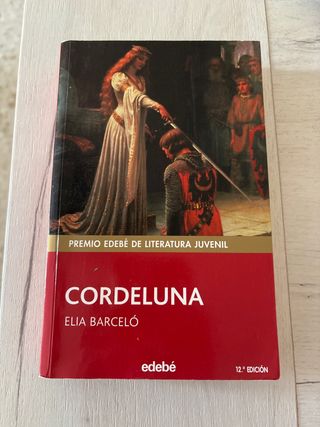 PREMIO EDEBÉ DE LITERATURA JUVENIL
CORDELUNA
ELIA BARCELÓ
edebé
12.ª EDICIÓN